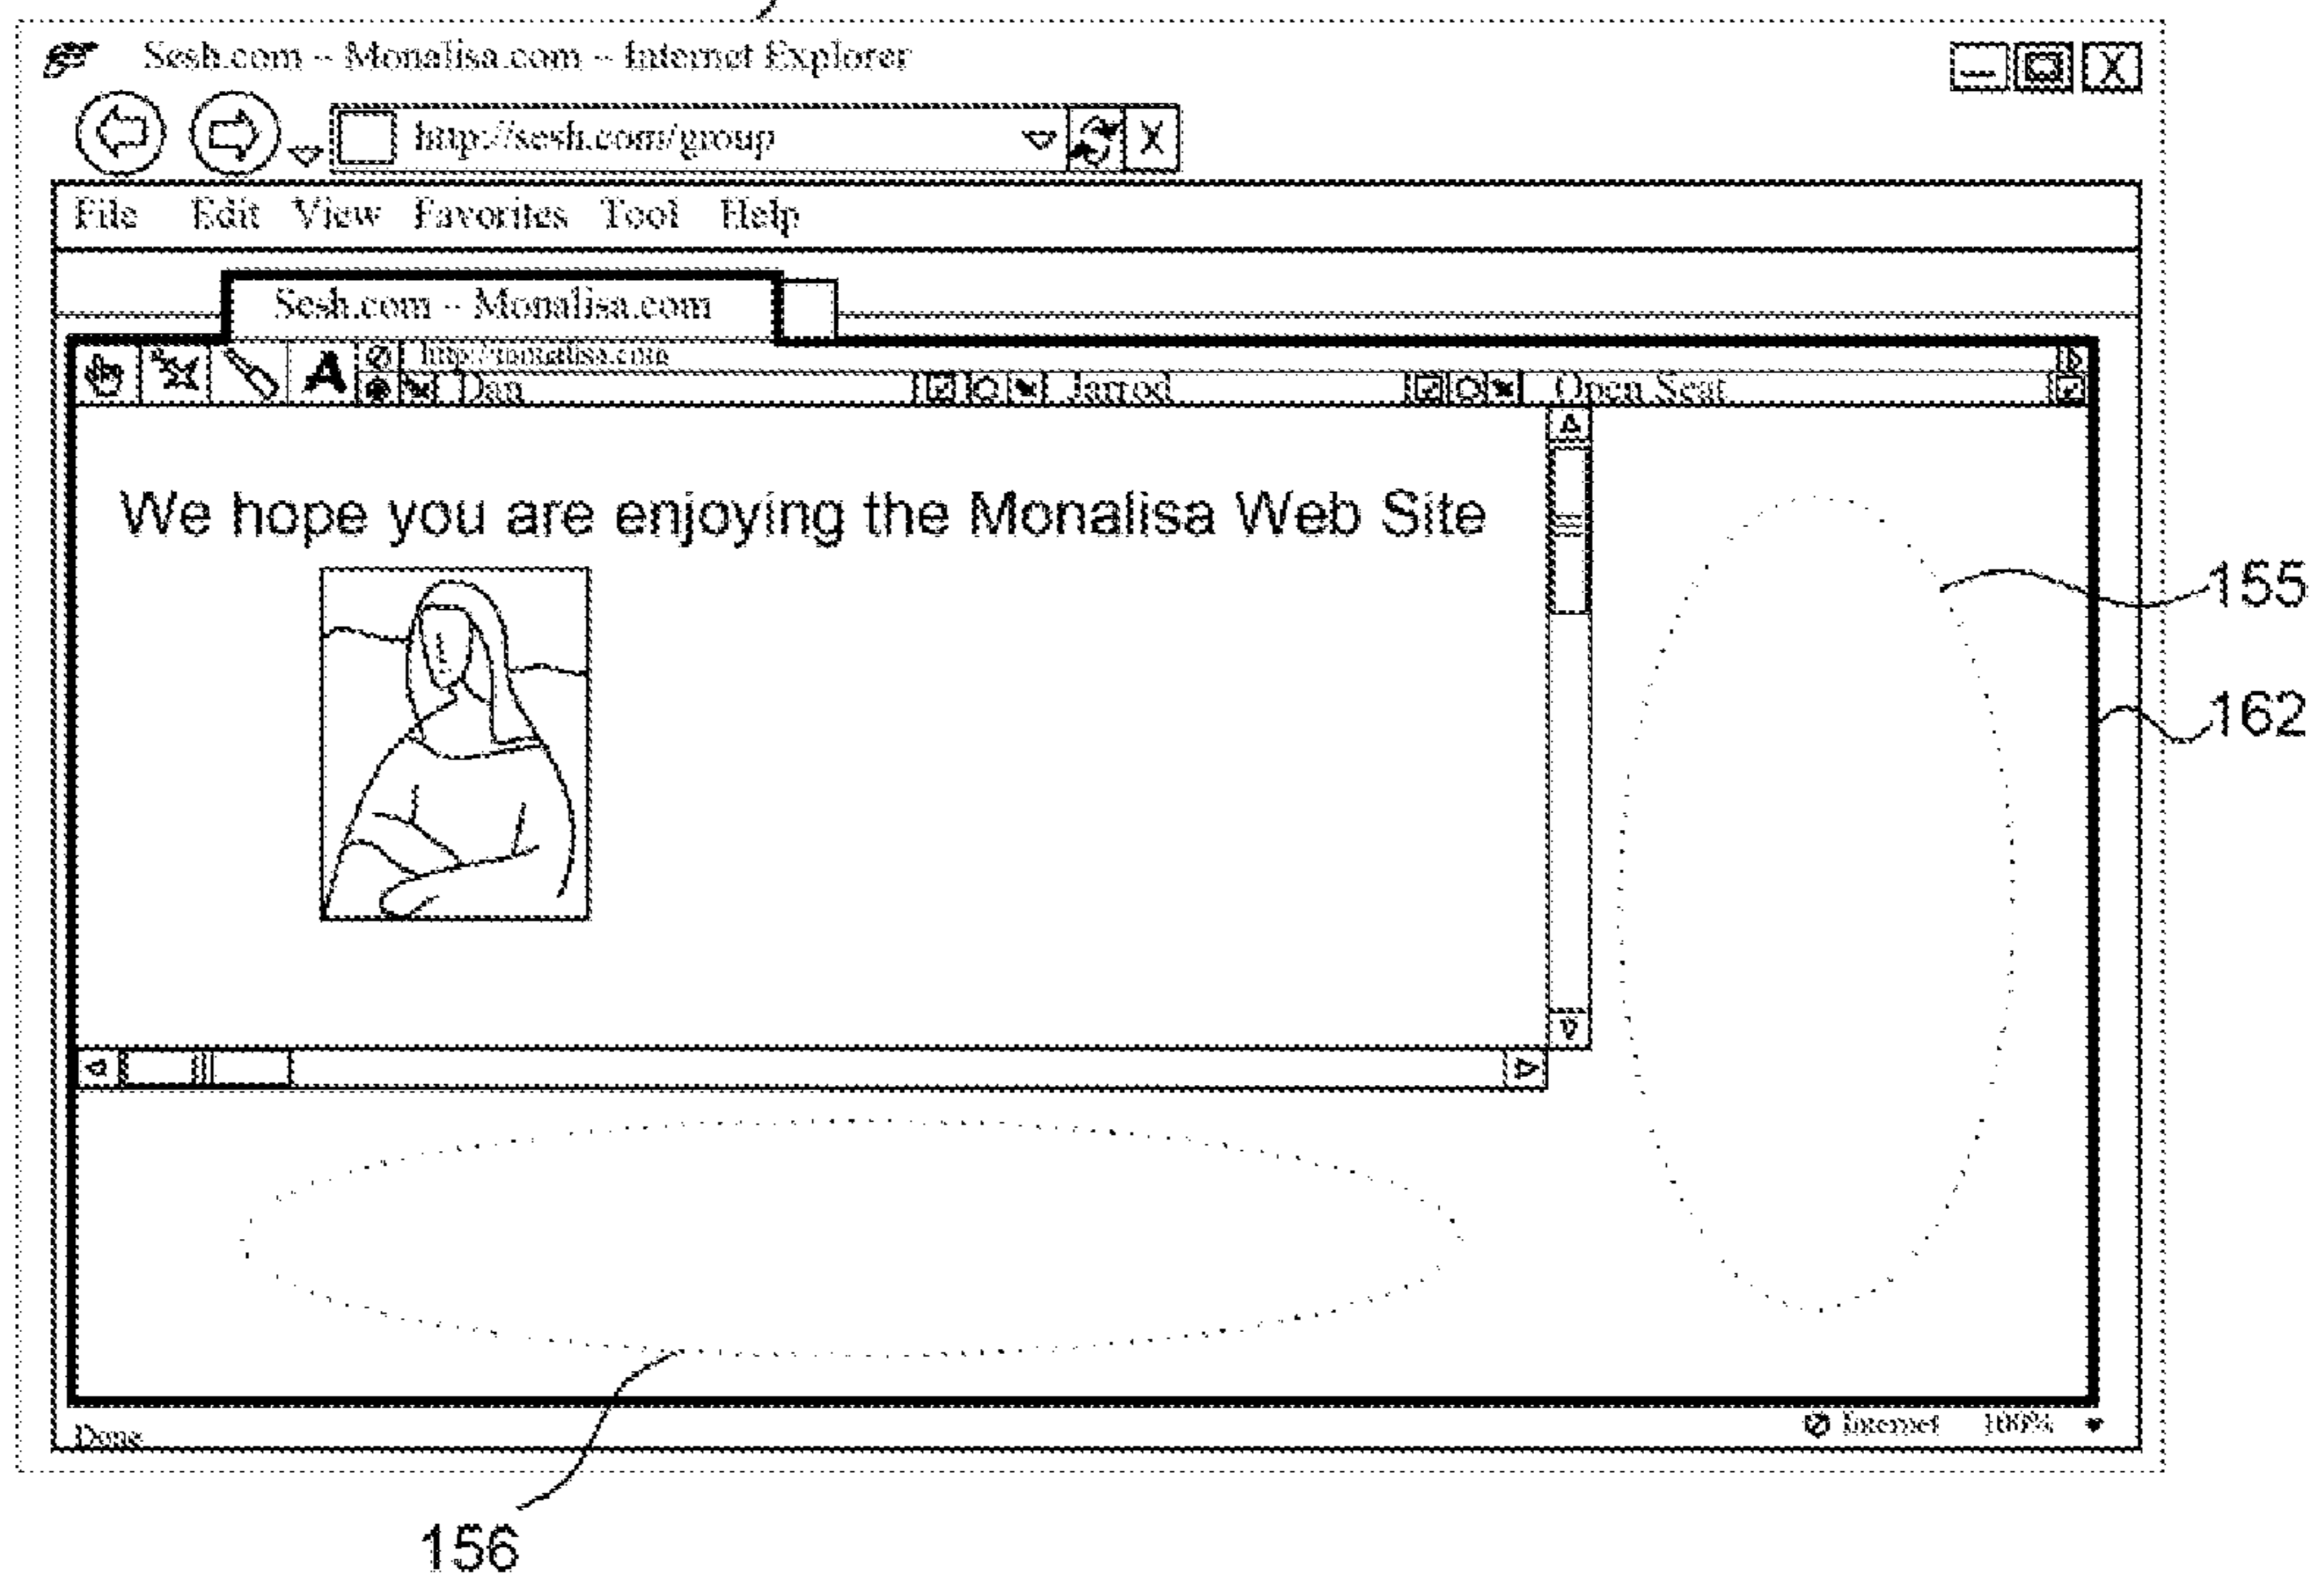 Sesh.com – Monalisa.com – Internet Explorer
X
http://sesh.com/group X
File Edit View Favorites Tool Help
Sesh.com – Monalisa.com
A http://monalisa.com
Dan Jarrod Open Seat
We hope you are enjoying the Monalisa Web Site
155
162
Done Internet 100%
156